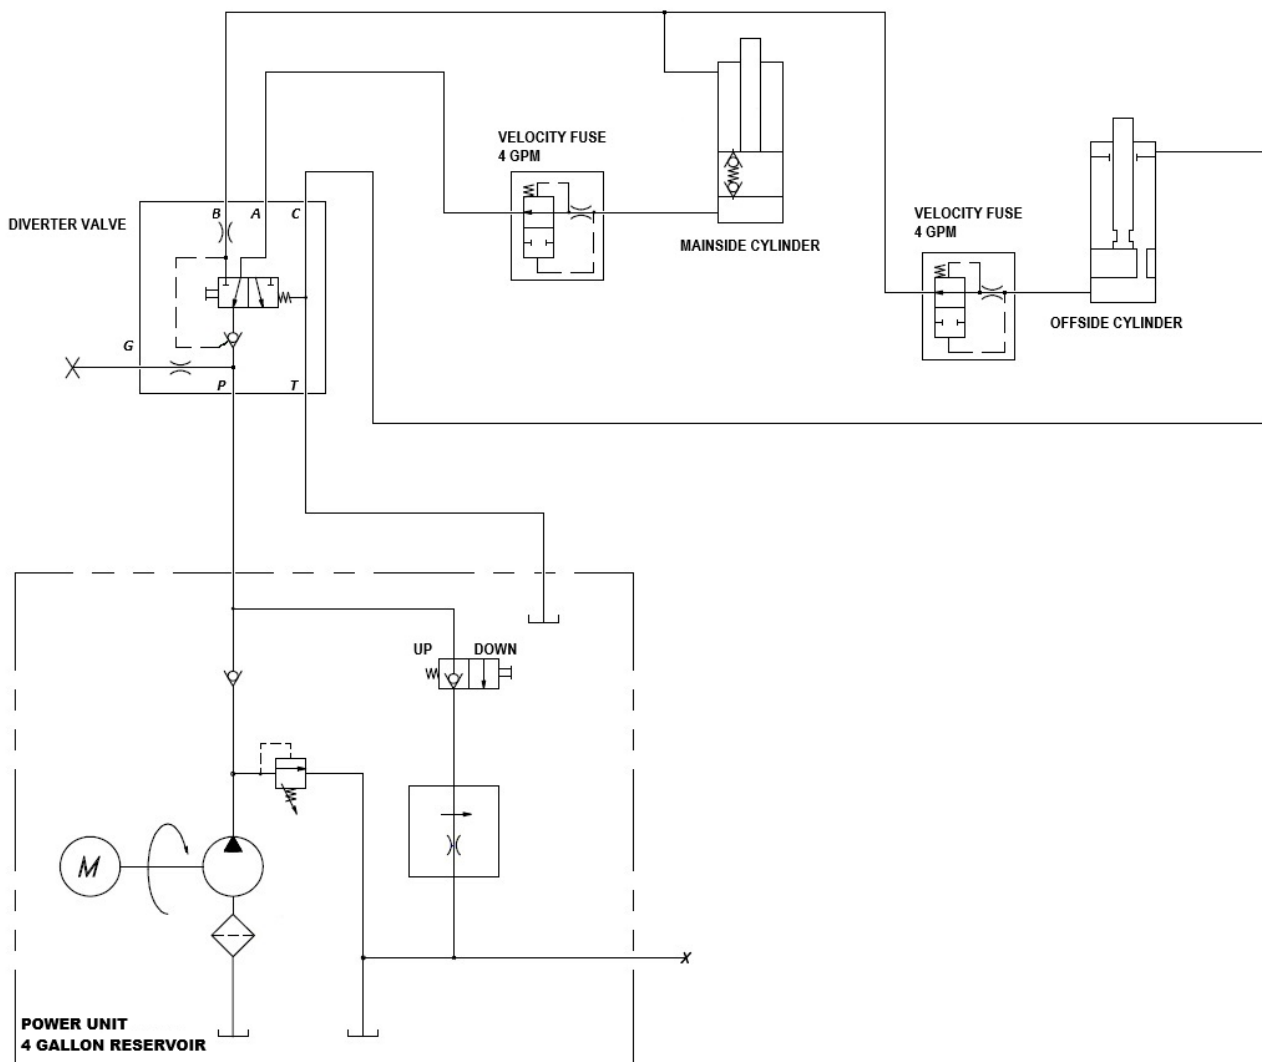 VELOCITY FUSE
4 GPM
B
A
C
DIVERTER VALVE
MAINSIDE CYLINDER
VELOCITY FUSE
4 GPM
OFFSIDE CYLINDER
G
P
T
UP
DOWN
M
X
POWER UNIT
4 GALLON RESERVOIR